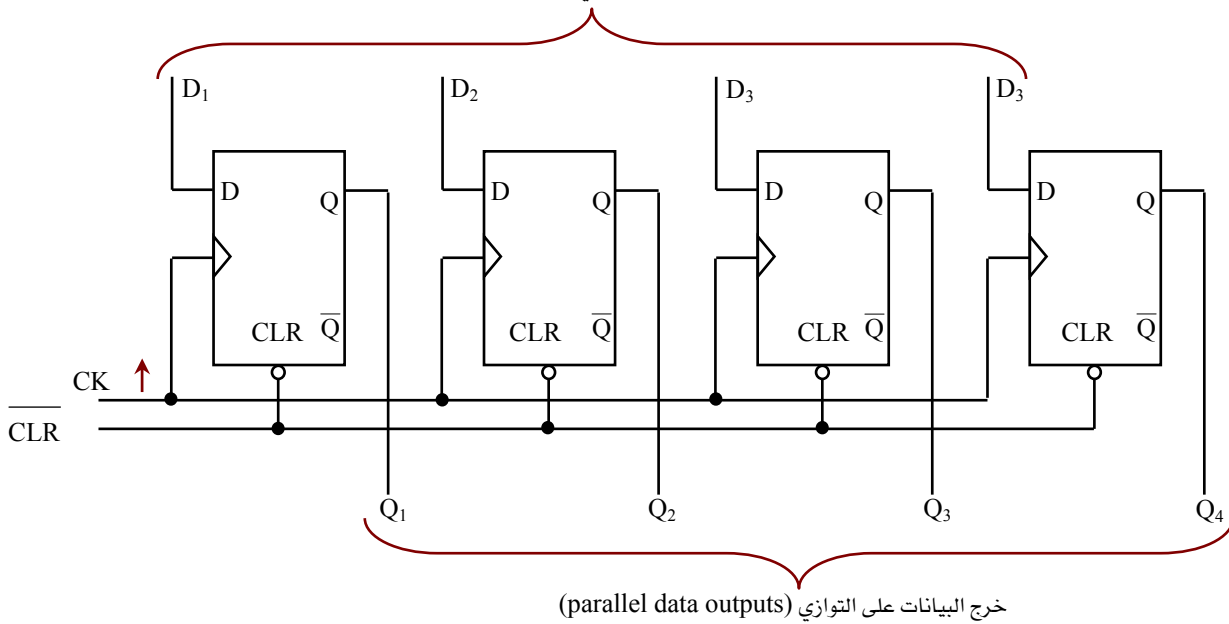 D₁ D₂ D₃ D₃
D Q D Q D Q D Q
CLR Q̅ CLR Q̅ CLR Q̅ CLR Q̅
CK
C̅L̅R̅
Q₁ Q₂ Q₃ Q₄
خرج البيانات على التوازي (parallel data outputs)